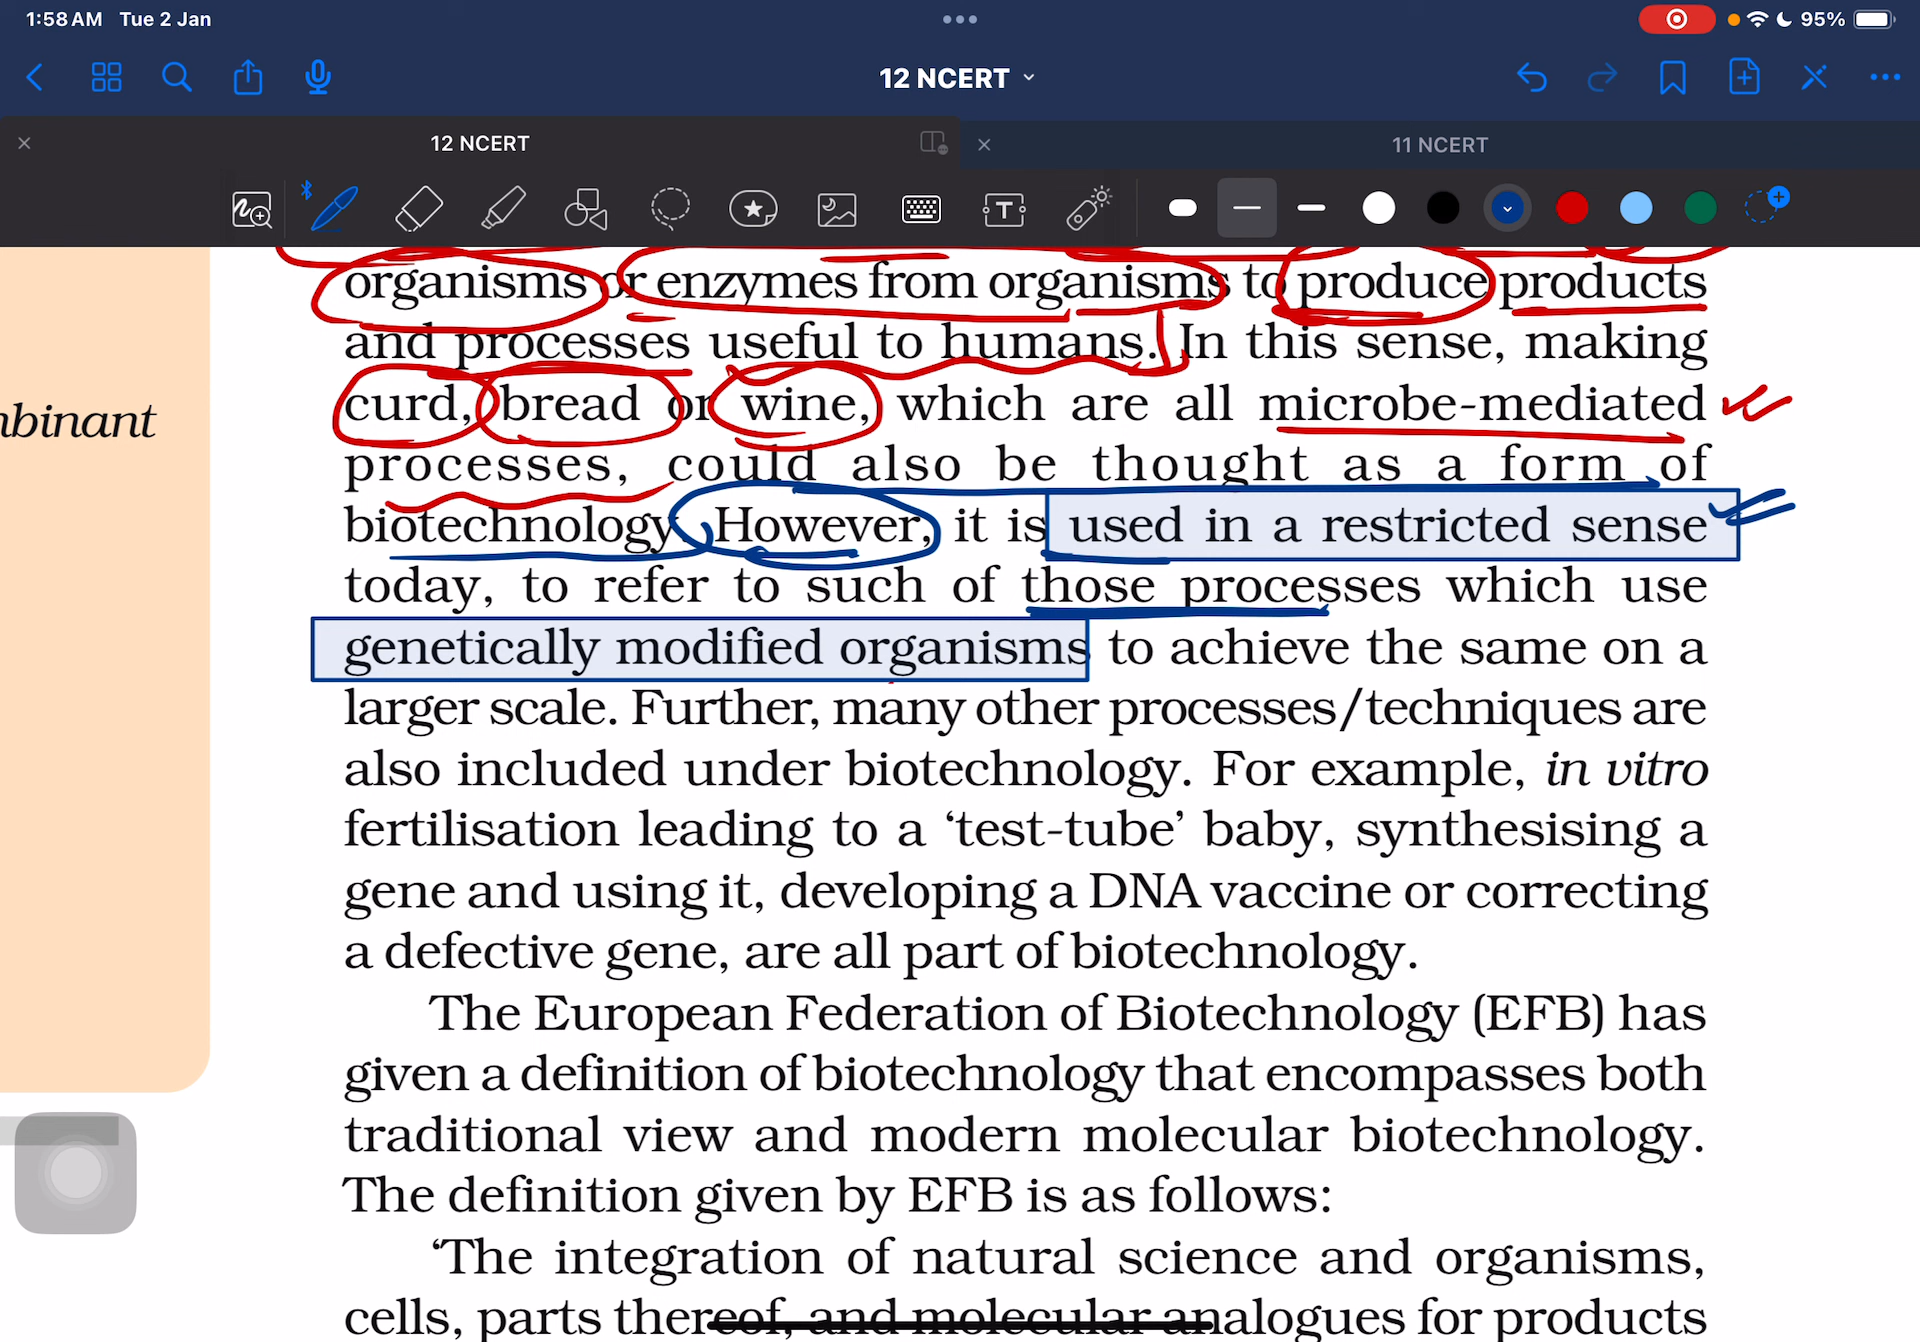 1:58 AM Tue 2 Jan
95%
12 NCERT
12 NCERT
11 NCERT
T
organisms or enzymes from organisms to produce products
and processes useful to humans. In this sense, making
curd, bread or wine, which are all microbe-mediated
processes, could also be thought as a form of
biotechnology. However, it is used in a restricted sense
today, to refer to such of those processes which use
genetically modified organisms to achieve the same on a
larger scale. Further, many other processes/techniques are
also included under biotechnology. For example, in vitro
fertilisation leading to a ‘test-tube’ baby, synthesising a
gene and using it, developing a DNA vaccine or correcting
a defective gene, are all part of biotechnology.
The European Federation of Biotechnology (EFB) has
given a definition of biotechnology that encompasses both
traditional view and modern molecular biotechnology.
The definition given by EFB is as follows:
‘The integration of natural science and organisms,
cells, parts thereof, and molecular analogues for products